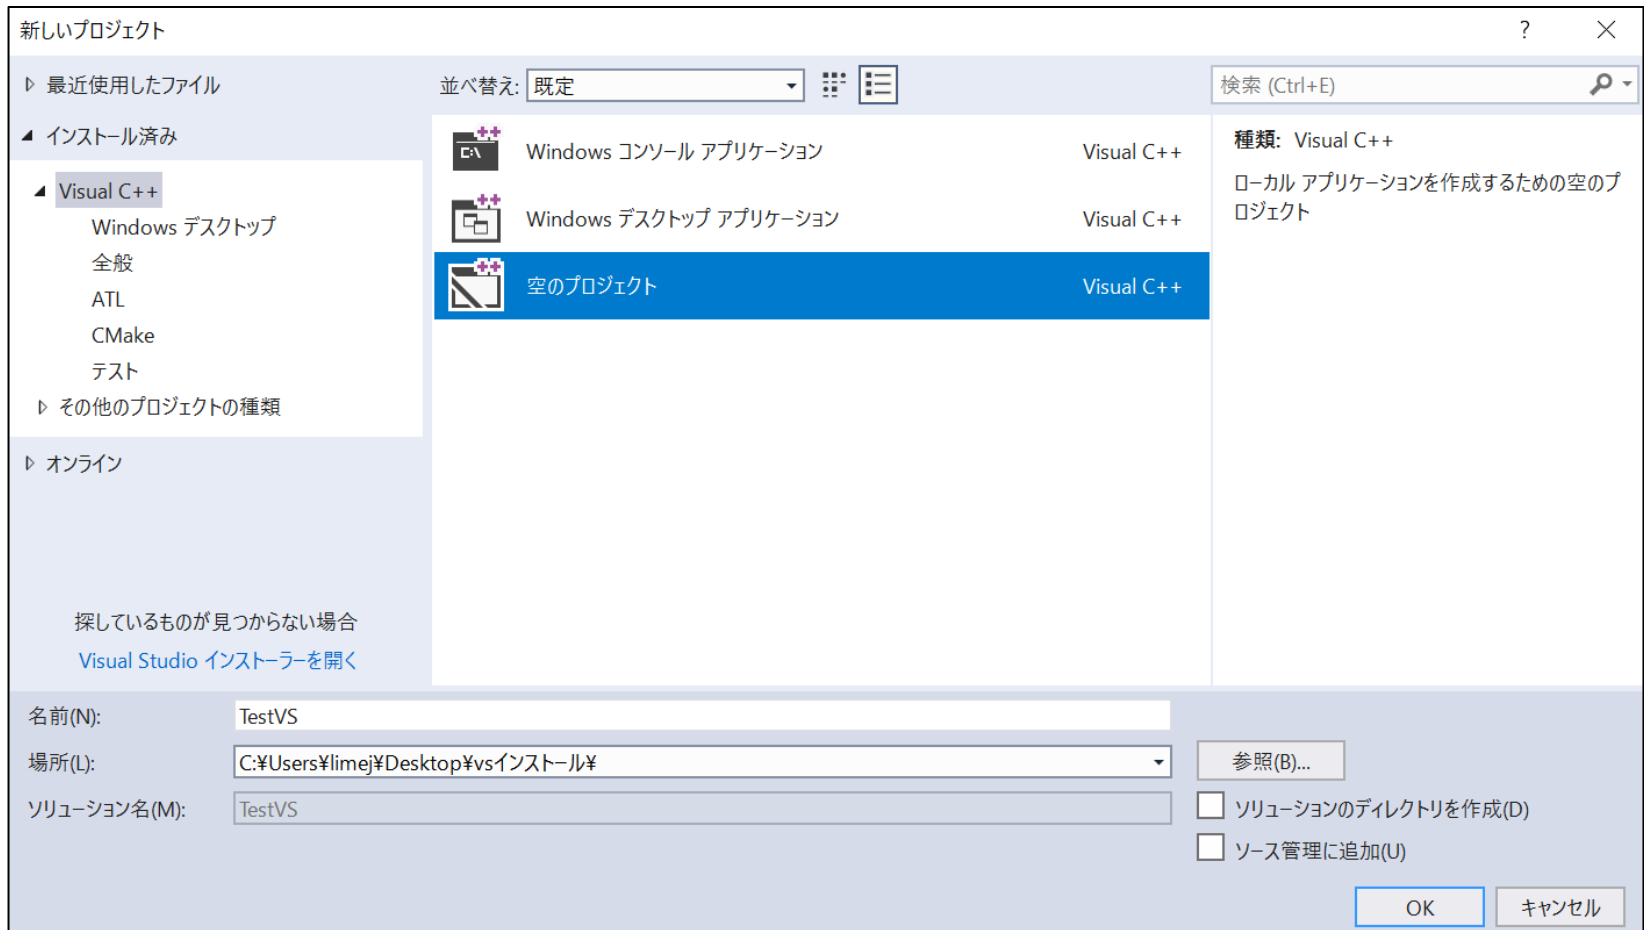 新しいプロジェクト
?
▷ 最近使用したファイル
並べ替え: 既定
検索 (Ctrl+E)
インストール済み
Visual C++
Windows デスクトップ
全般
ATL
CMake
テスト
その他のプロジェクトの種類
オンライン
探しているものが見つからない場合
Visual Studio インストーラーを開く
C:\
Windows コンソール アプリケーション Visual C++
Windows デスクトップ アプリケーション Visual C++
空のプロジェクト Visual C++
種類: Visual C++
ローカル アプリケーションを作成するための空のプ
ロジェクト
名前(N): TestVS
場所(L): C:¥Users¥limej¥Desktop¥vsインストール¥
参照(B)...
ソリューション名(M): TestVS
ソリューションのディレクトリを作成(D)
ソース管理に追加(U)
OK キャンセル